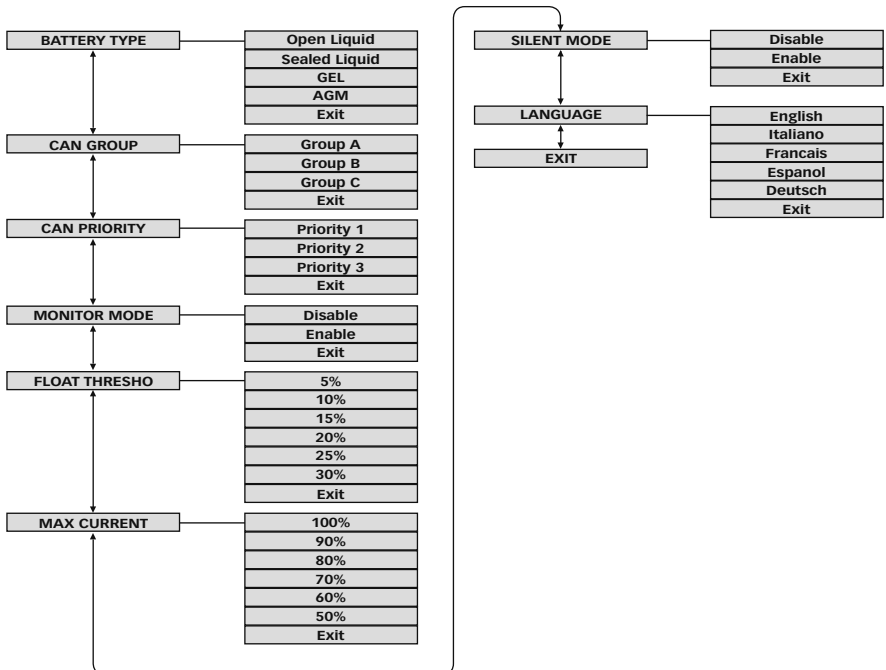 BATTERY TYPE
Open Liquid
Sealed Liquid
GEL
AGM
Exit
CAN GROUP
Group A
Group B
Group C
Exit
CAN PRIORITY
Priority 1
Priority 2
Priority 3
Exit
MONITOR MODE
Disable
Enable
Exit
FLOAT THRESHO
5%
10%
15%
20%
25%
30%
Exit
MAX CURRENT
100%
90%
80%
70%
60%
50%
Exit
SILENT MODE
Disable
Enable
Exit
LANGUAGE
English
Italiano
Francais
Espanol
Deutsch
Exit
EXIT